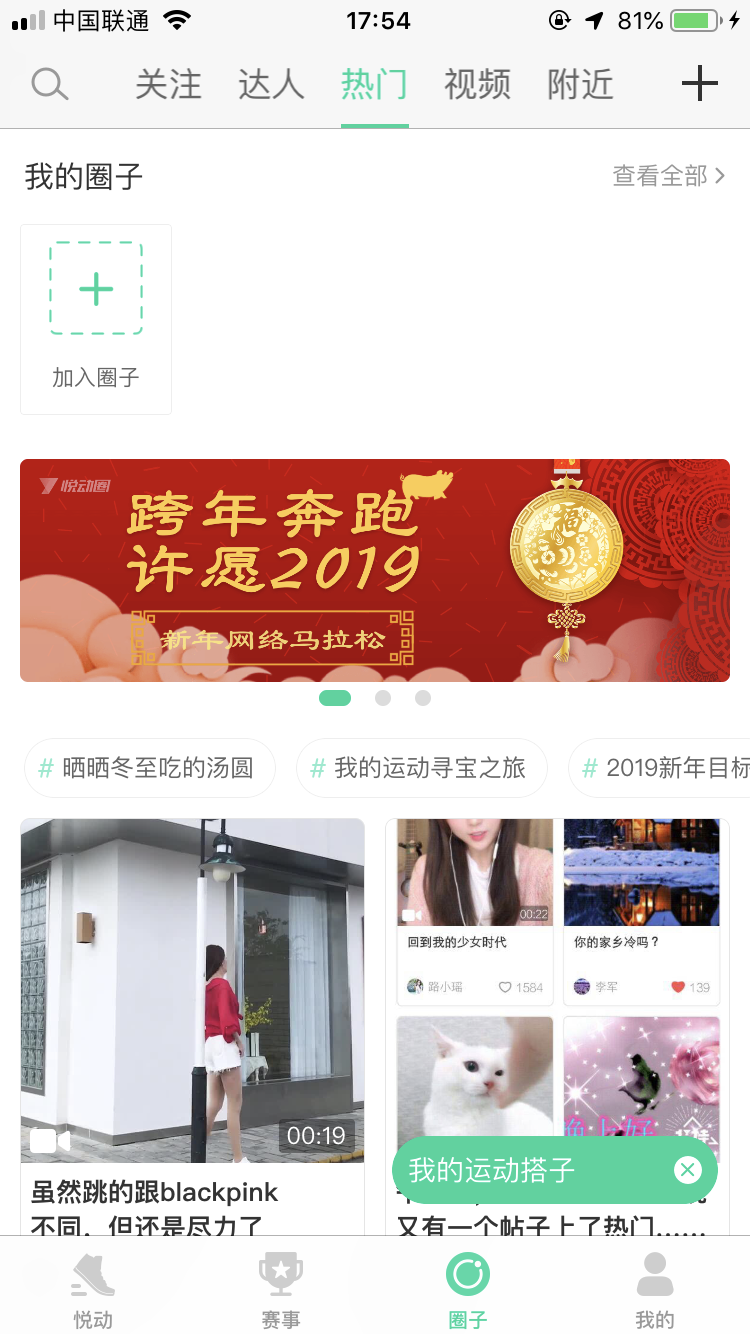 中国联通
17:54
81%
关注
达人
热门
视频
附近
我的圈子
查看全部
加入圈子
悦动圈
跨年奔跑
许愿2019
新年网络马拉松
# 晒晒冬至吃的汤圆
# 我的运动寻宝之旅
# 2019新年目标
00:19
虽然跳的跟blackpink
不同，但还是尽力了
00:22
回到我的少女时代
路小瑶
1584
你的家乡冷吗？
李军
139
晚上好
我的运动搭子
又有一个帖子上了热门……
悦动
赛事
圈子
我的